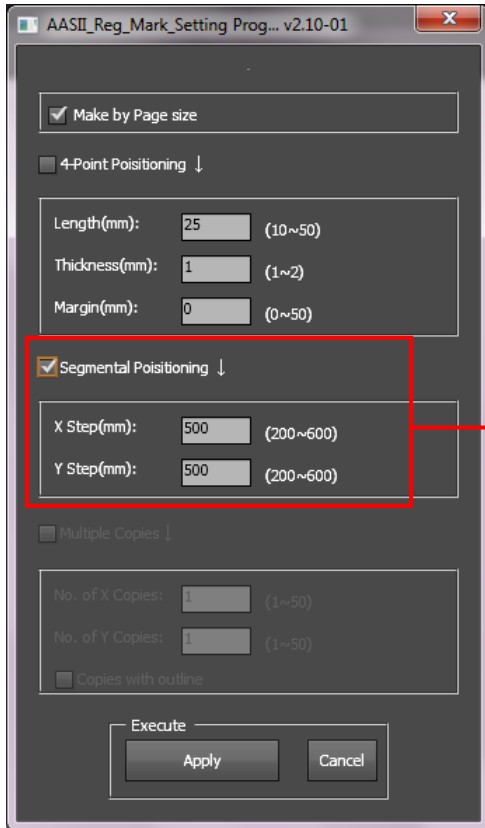 AASII_Reg_Mark_Setting Prog... v2.10-01
Make by Page size
4-Point Poisitioning ↓
Length(mm): 25 (10~50)
Thickness(mm): 1 (1~2)
Margin(mm): 0 (0~50)
Segmental Poisitioning ↓
X Step(mm): 500 (200~600)
Y Step(mm): 500 (200~600)
Multiple Copies ↓
No. of X Copies: 1 (1~50)
No. of Y Copies: 1 (1~50)
Copies with outline
Execute
Apply Cancel